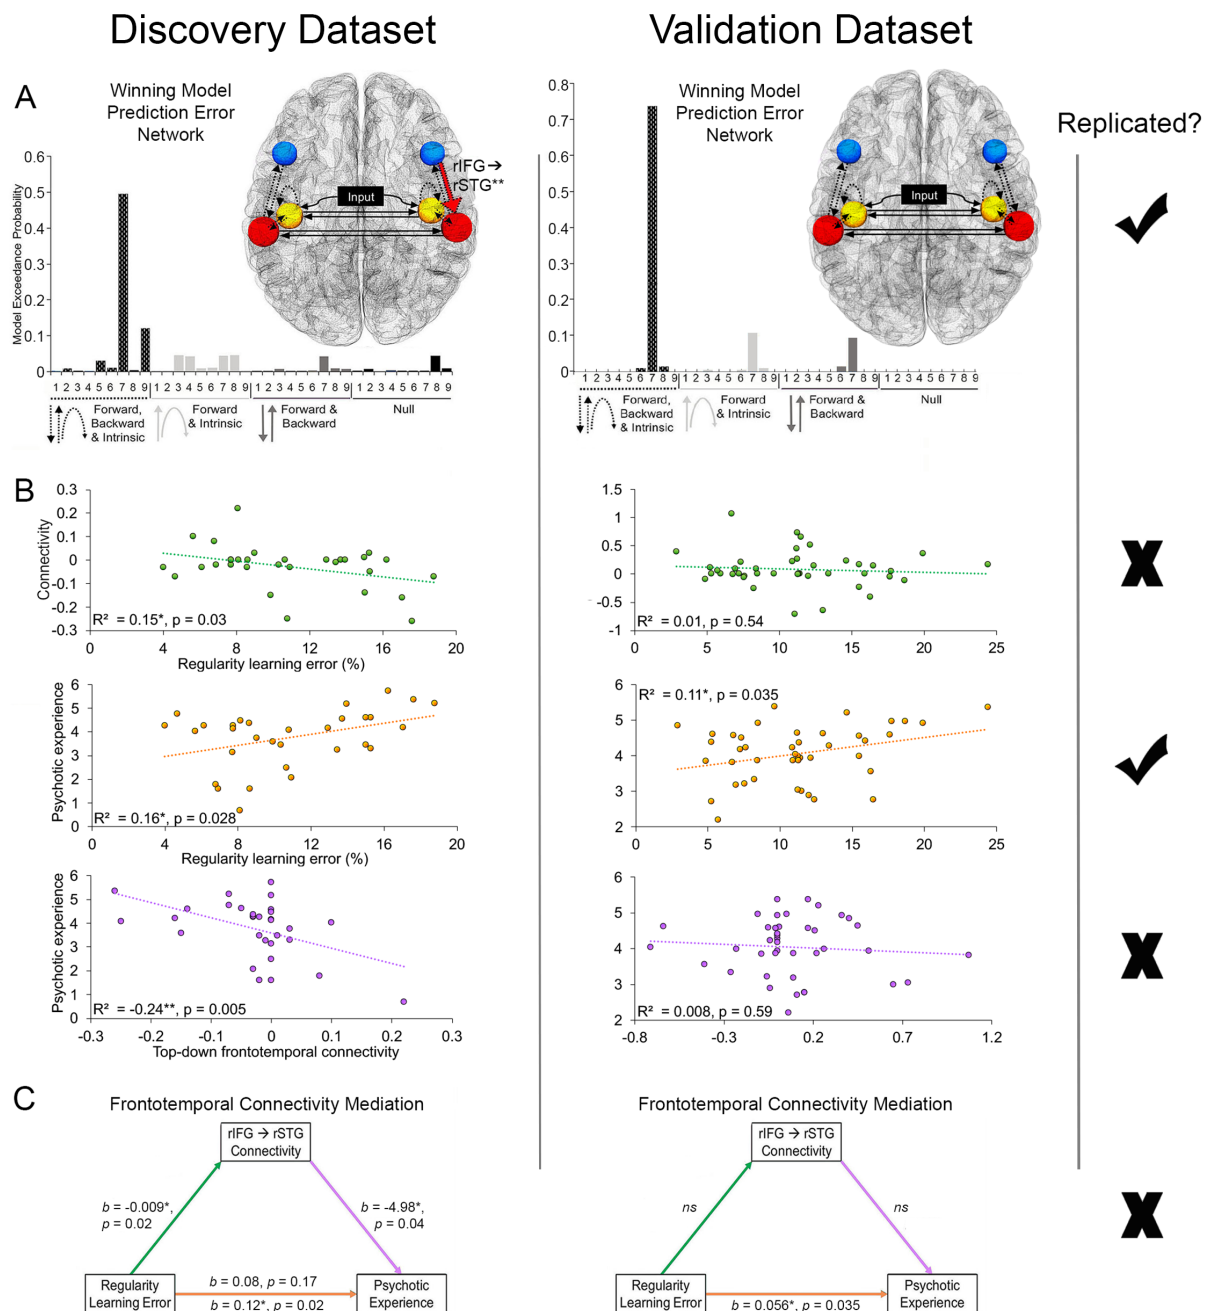 Discovery Dataset
Validation Dataset
Replicated?
A
Winning Model
Prediction Error
Network
Model Exceedance Probability
0.6
0.5
0.4
0.3
0.2
0.1
0
Input
rIFG→
rSTG**
1 2 3 4 5 6 7 8 9 1 2 3 4 5 6 7 8 9 1 2 3 4 5 6 7 8 9 1 2 3 4 5 6 7 8 9
Forward,
Backward
& Intrinsic
Forward
& Intrinsic
Forward &
Backward
Null
Winning Model
Prediction Error
Network
0.8
0.7
0.6
0.5
0.4
0.3
0.2
0.1
0
Input
1 2 3 4 5 6 7 8 9 1 2 3 4 5 6 7 8 9 1 2 3 4 5 6 7 8 9 1 2 3 4 5 6 7 8 9
Forward,
Backward
& Intrinsic
Forward
& Intrinsic
Forward &
Backward
Null
B
Connectivity
0.3
0.2
0.1
0
-0.1
-0.2
-0.3
R² = 0.15*, p = 0.03
0 4 8 12 16 20
Regularity learning error (%)
1.5
1
0.5
0
-0.5
-1
R² = 0.01, p = 0.54
0 5 10 15 20 25
Psychotic experience
6
5
4
3
2
1
0
R² = 0.16*, p = 0.028
0 4 8 12 16 20
Regularity learning error (%)
6
5
4
3
2
R² = 0.11*, p = 0.035
0 5 10 15 20 25
Psychotic experience
6
5
4
3
2
1
0
R² = -0.24**, p = 0.005
-0.3 -0.2 -0.1 0 0.1 0.2 0.3
Top-down frontotemporal connectivity
6
5
4
3
2
R² = 0.008, p = 0.59
-0.8 -0.3 0.2 0.7 1.2
C
Frontotemporal Connectivity Mediation
rIFG → rSTG
Connectivity
b = -0.009*,
p = 0.02
b = -4.98*,
p = 0.04
Regularity
Learning Error
b = 0.08, p = 0.17
b = 0.12*, p = 0.02
Psychotic
Experience
Frontotemporal Connectivity Mediation
rIFG → rSTG
Connectivity
ns
ns
Regularity
Learning Error
b = 0.056*, p = 0.035
Psychotic
Experience